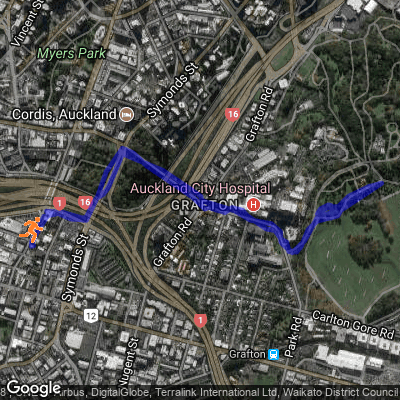 Vincent St
Myers Park
Symonds St
Cordis, Auckland
16
Grafton Rd
1
16
Auckland City Hospital
H
GRAFTON
Grafton Rd
Symonds St
12
1
Carlton Gore Rd
Park Rd
Nugent St
Grafton
Google
Airbus, DigitalGlobe, Terralink International Ltd, Waikato District Council